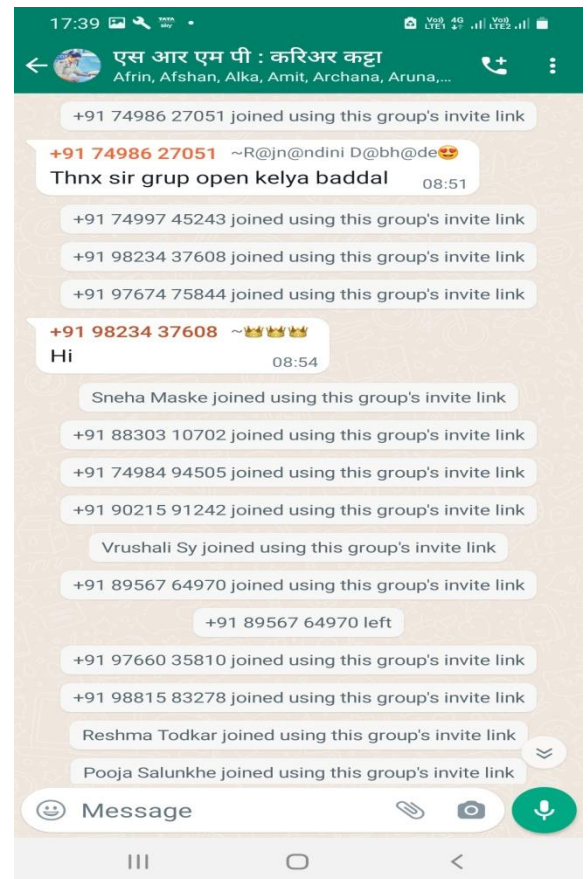 17:39 TATA sky •
Vo)) 4G LTE1 Vo)) LTE2
एस आर एम पी : करिअर कट्टा
Afrin, Afshan, Alka, Amit, Archana, Aruna,...
+91 74986 27051 joined using this group's invite link
+91 74986 27051 ~R@jn@ndini D@bh@de😍
Thnx sir grup open kelya baddal 08:51
+91 74997 45243 joined using this group's invite link
+91 98234 37608 joined using this group's invite link
+91 97674 75844 joined using this group's invite link
+91 98234 37608 ~👑👑👑
Hi 08:54
Sneha Maske joined using this group's invite link
+91 88303 10702 joined using this group's invite link
+91 74984 94505 joined using this group's invite link
+91 90215 91242 joined using this group's invite link
Vrushali Sy joined using this group's invite link
+91 89567 64970 joined using this group's invite link
+91 89567 64970 left
+91 97660 35810 joined using this group's invite link
+91 98815 83278 joined using this group's invite link
Reshma Todkar joined using this group's invite link
Pooja Salunkhe joined using this group's invite link
Message